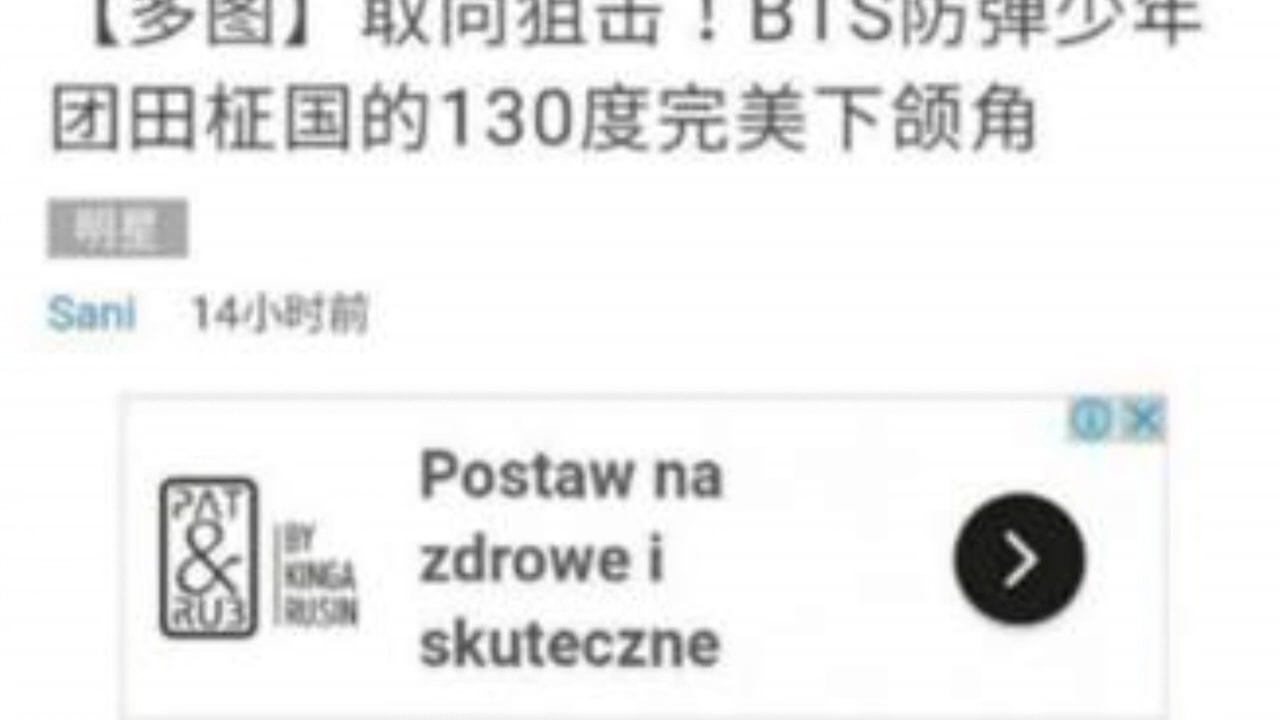 【多图】取向狙击！BTS防弹少年
团田柾国的130度完美下颌角
明星
Sani 14小时前
PAT
&
RUB
BY
KINGA
RUSIN
Postaw na
zdrowe i
skuteczne